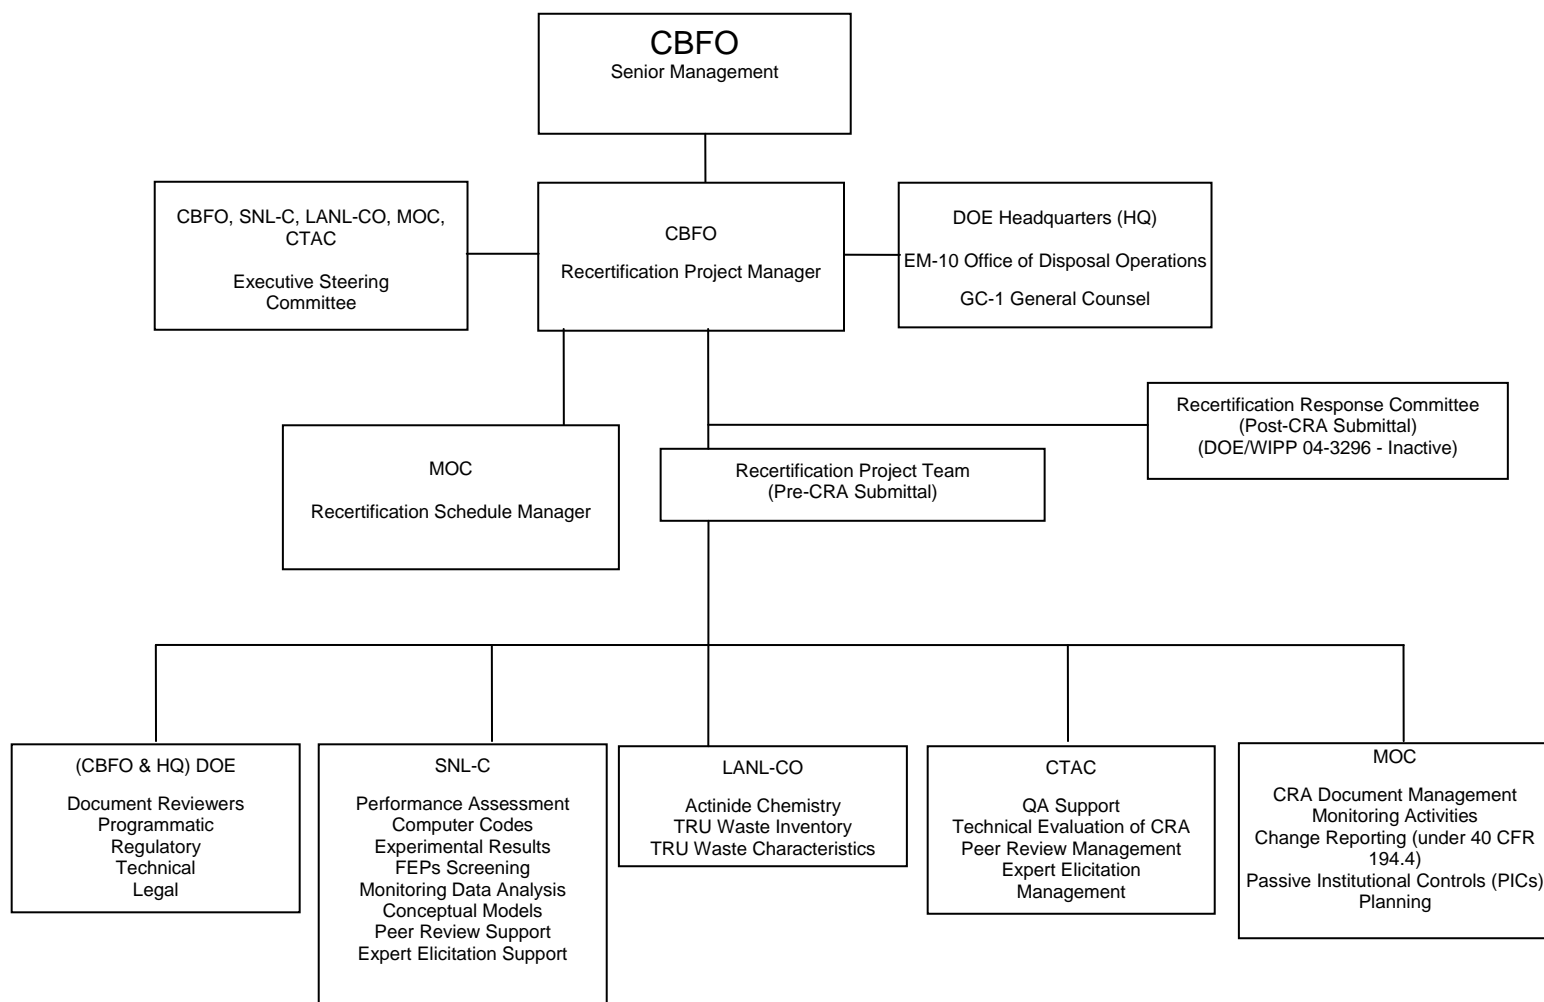 CBFO
Senior Management
CBFO, SNL-C, LANL-CO, MOC,
CTAC
Executive Steering
Committee
CBFO
Recertification Project Manager
DOE Headquarters (HQ)
EM-10 Office of Disposal Operations
GC-1 General Counsel
Recertification Response Committee
(Post-CRA Submittal)
(DOE/WIPP 04-3296 - Inactive)
MOC
Recertification Schedule Manager
Recertification Project Team
(Pre-CRA Submittal)
(CBFO & HQ) DOE
Document Reviewers
Programmatic
Regulatory
Technical
Legal
SNL-C
Performance Assessment
Computer Codes
Experimental Results
FEPs Screening
Monitoring Data Analysis
Conceptual Models
Peer Review Support
Expert Elicitation Support
LANL-CO
Actinide Chemistry
TRU Waste Inventory
TRU Waste Characteristics
CTAC
QA Support
Technical Evaluation of CRA
Peer Review Management
Expert Elicitation
Management
MOC
CRA Document Management
Monitoring Activities
Change Reporting (under 40 CFR
194.4)
Passive Institutional Controls (PICs)
Planning